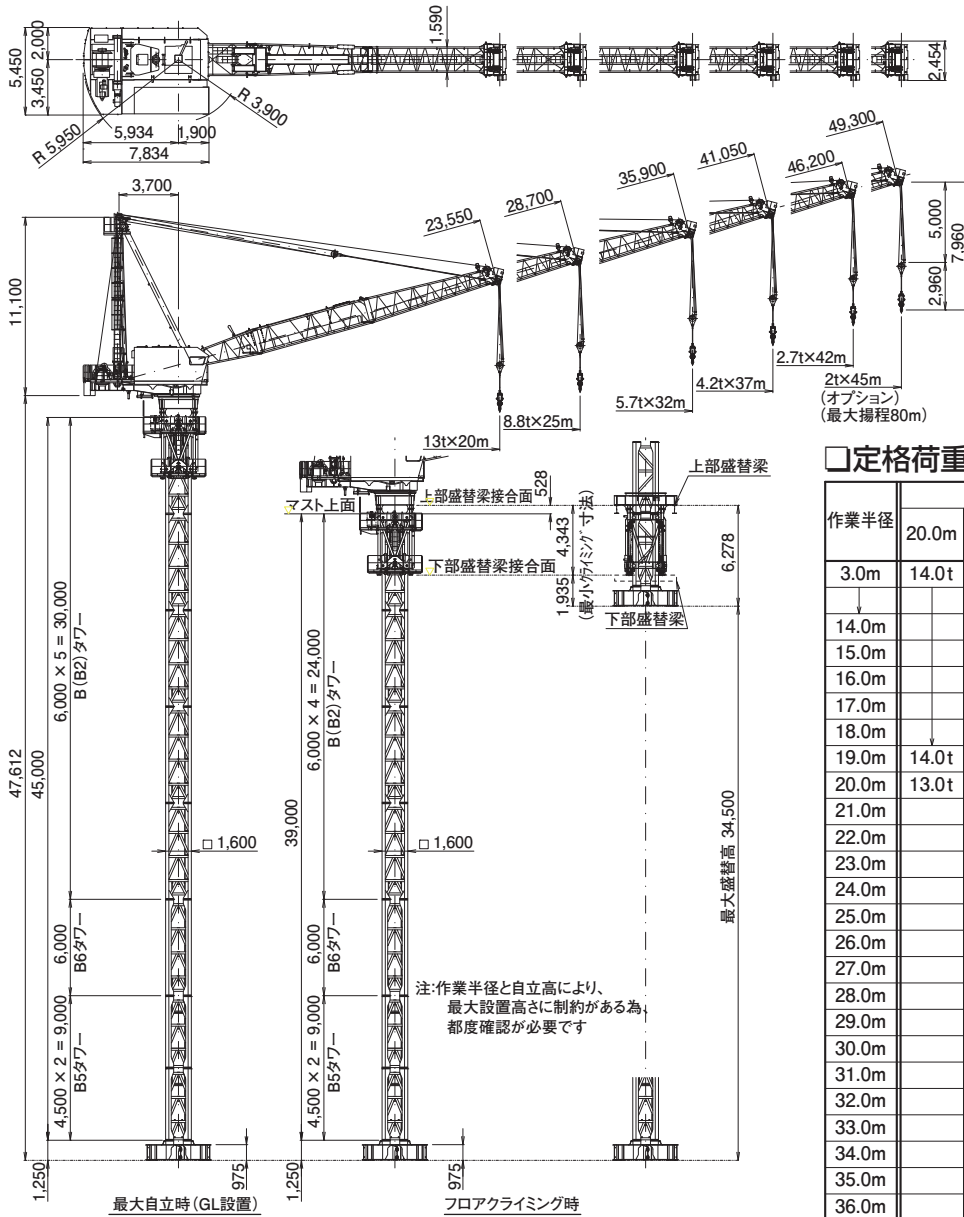 5,450
2,000
3,450
R 5,950
5,934
1,900
7,834
R 3,900
1,590
2,454
3,700
11,100
23,550
28,700
35,900
41,050
46,200
49,300
5,000
2,960
7,960
13t×20m
8.8t×25m
5.7t×32m
4.2t×37m
2.7t×42m
2t×45m
(オプション)
(最大揚程80m)
47,612
45,000
6,000 × 5 = 30,000
B(B2)タワー
□ 1,600
6,000
B6タワー
4,500 × 2 = 9,000
B5タワー
1,250
975
最大自立時(GL設置)
マスト上面
上部盛替梁接合面
下部盛替梁接合面
528
4,343
1,935
(最小クライミング寸法)
39,000
6,000 × 4 = 24,000
B(B2)タワー
□ 1,600
6,000
B6タワー
4,500 × 2 = 9,000
B5タワー
1,250
975
フロアクライミング時
上部盛替梁
6,278
下部盛替梁
最大盛替高 34,500
注:作業半径と自立高により、
最大設置高さに制約がある為、
都度確認が必要です
□定格荷重
作業半径 20.0m
3.0m 14.0t
14.0m
15.0m
16.0m
17.0m
18.0m
19.0m 14.0t
20.0m 13.0t
21.0m
22.0m
23.0m
24.0m
25.0m
26.0m
27.0m
28.0m
29.0m
30.0m
31.0m
32.0m
33.0m
34.0m
35.0m
36.0m